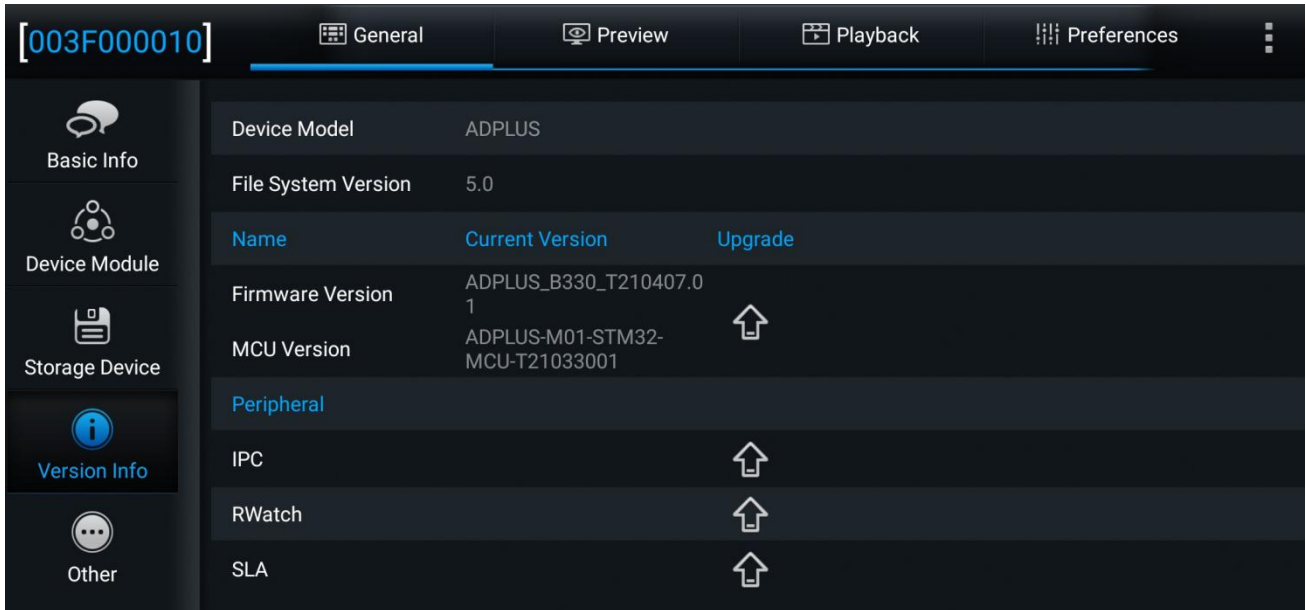 [003F000010]
General
Preview
Playback
Preferences
Basic Info
Device Module
Storage Device
Version Info
Other
Device Model ADPLUS
File System Version 5.0
Name Current Version Upgrade
Firmware Version ADPLUS_B330_T210407.0
1
MCU Version ADPLUS-M01-STM32-
MCU-T21033001
Peripheral
IPC
RWatch
SLA